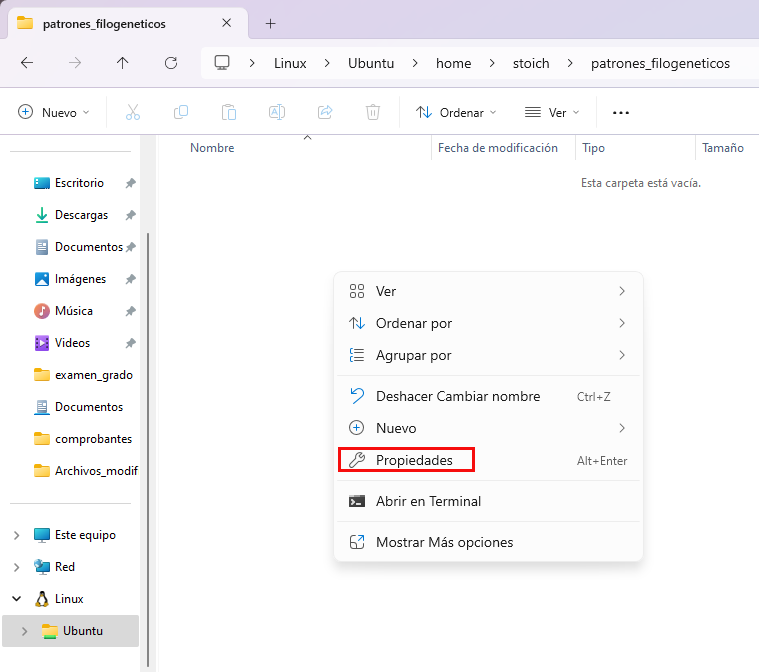 patrones_filogeneticos
Linux > Ubuntu > home > stoich > patrones_filogeneticos
Nuevo Ordenar Ver
Nombre Fecha de modificación Tipo Tamaño
Esta carpeta está vacía.
Escritorio
Descargas
Documentos
Imágenes
Música
Videos
examen_grado
Documentos
comprobantes
Archivos_modif
Este equipo
Red
Linux
Ubuntu
Ver
Ordenar por
Agrupar por
Deshacer Cambiar nombre Ctrl+Z
Nuevo
Propiedades Alt+Enter
Abrir en Terminal
Mostrar Más opciones